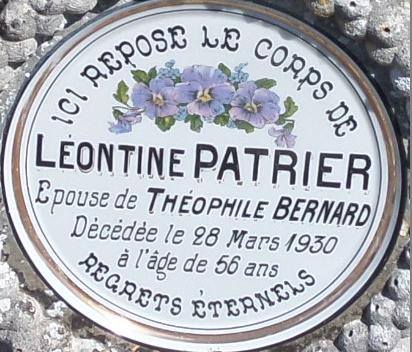 ICI REPOSE LE CORPS DE
LÉONTINE PATRIER
Epouse de THÉOPHILE BERNARD
Décédée le 28 Mars 1930
à l'âge de 56 ans
REGRETS ÉTERNELS